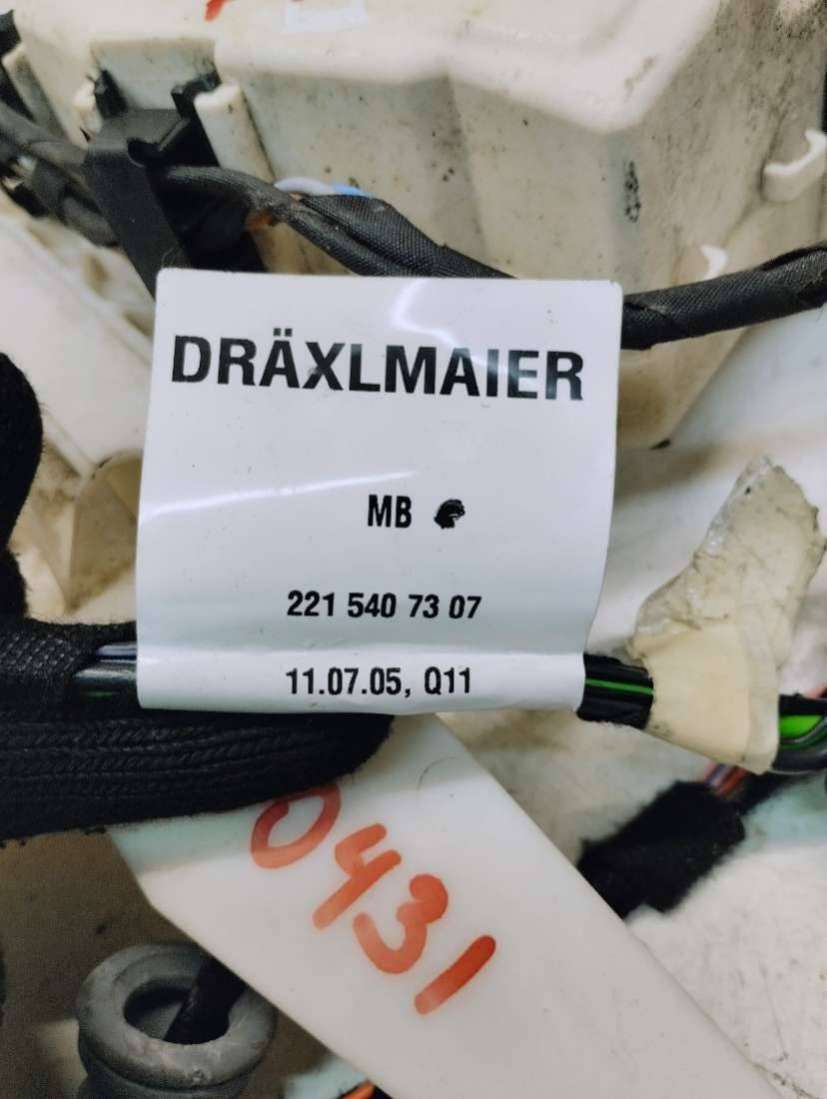 DRÄXLMAIER
MB
221 540 73 07
11.07.05, Q11
0431